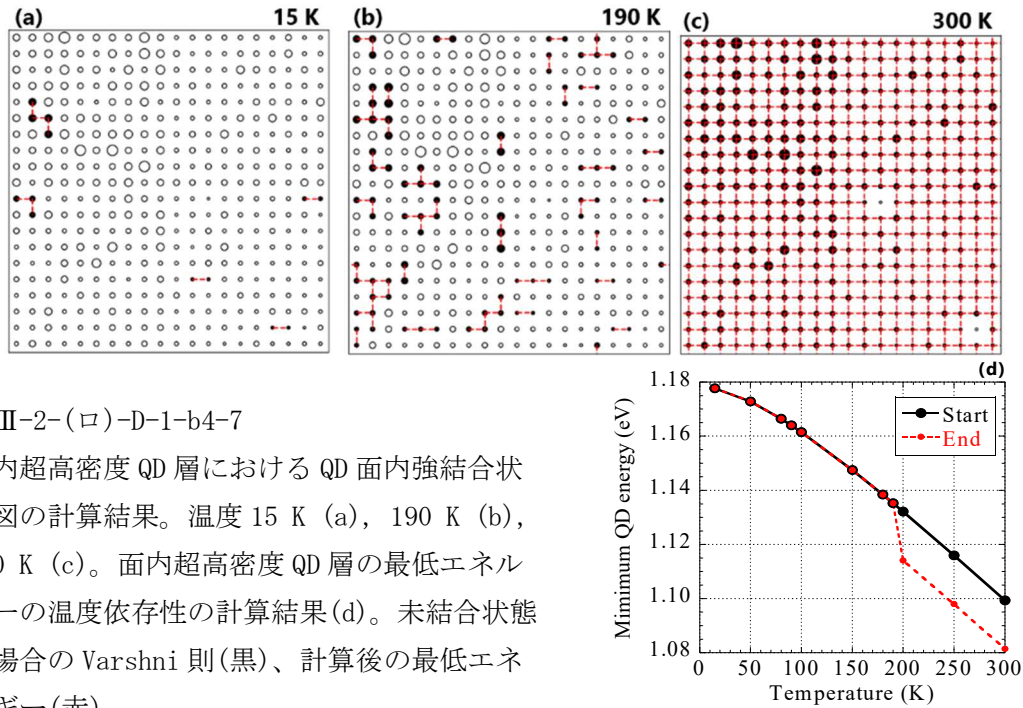 (a) 15 K (b) 190 K (c) 300 K
(d)
Ⅱ-2-(ロ)-D-1-b4-7
内超高密度 QD 層における QD 面内強結合状
図の計算結果。温度 15 K (a), 190 K (b),
0 K (c)。面内超高密度 QD 層の最低エネル
ーの温度依存性の計算結果(d)。未結合状態
場合の Varshni 則(黒)、計算後の最低エネ
ギー(赤)
Mimimum QD energy (eV)
1.18
1.16
1.14
1.12
1.10
1.08
Start
End
0 50 100 150 200 250 300
Temperature (K)